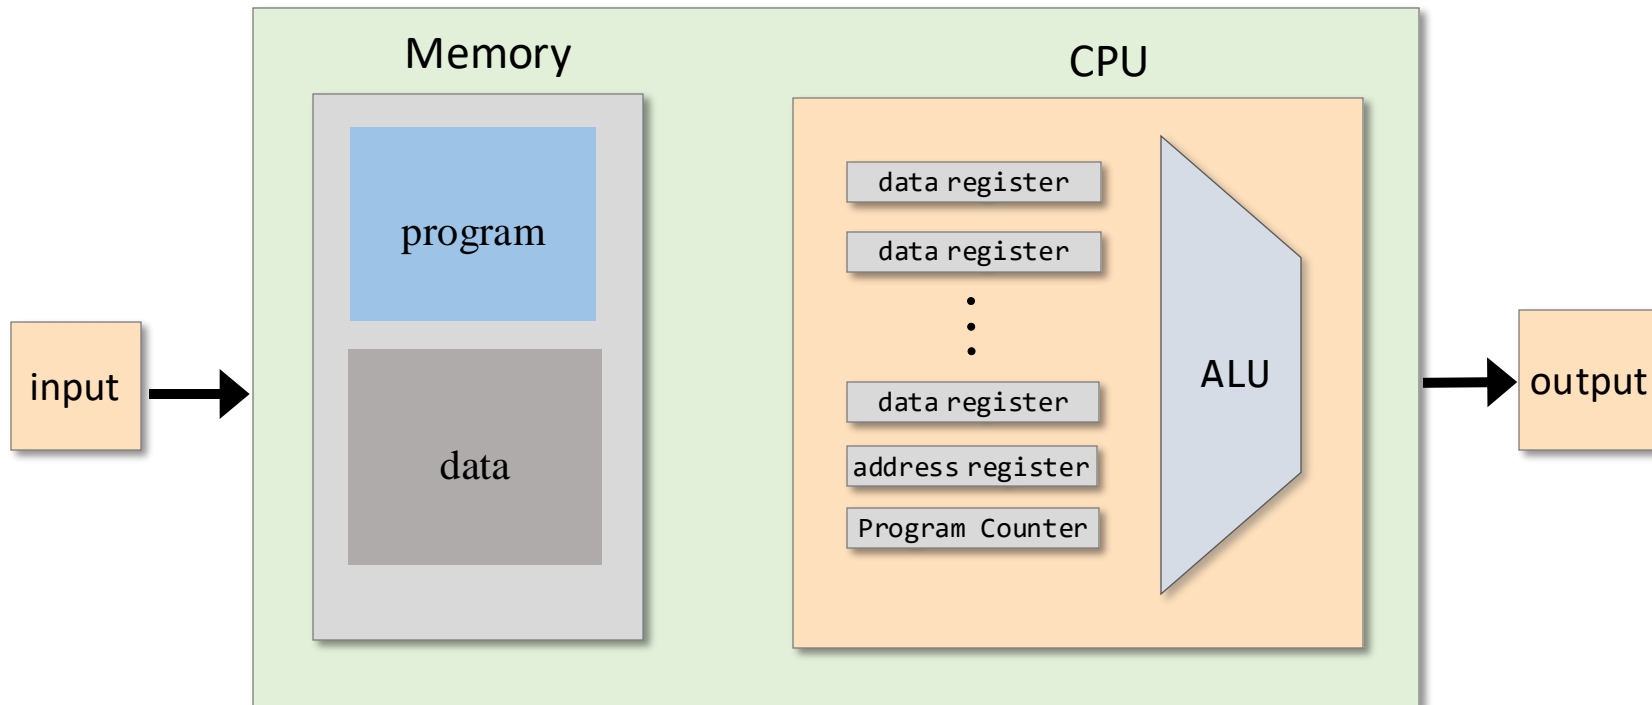 Memory
CPU
program
data
data register
data register
data register
address register
Program Counter
ALU
input
output